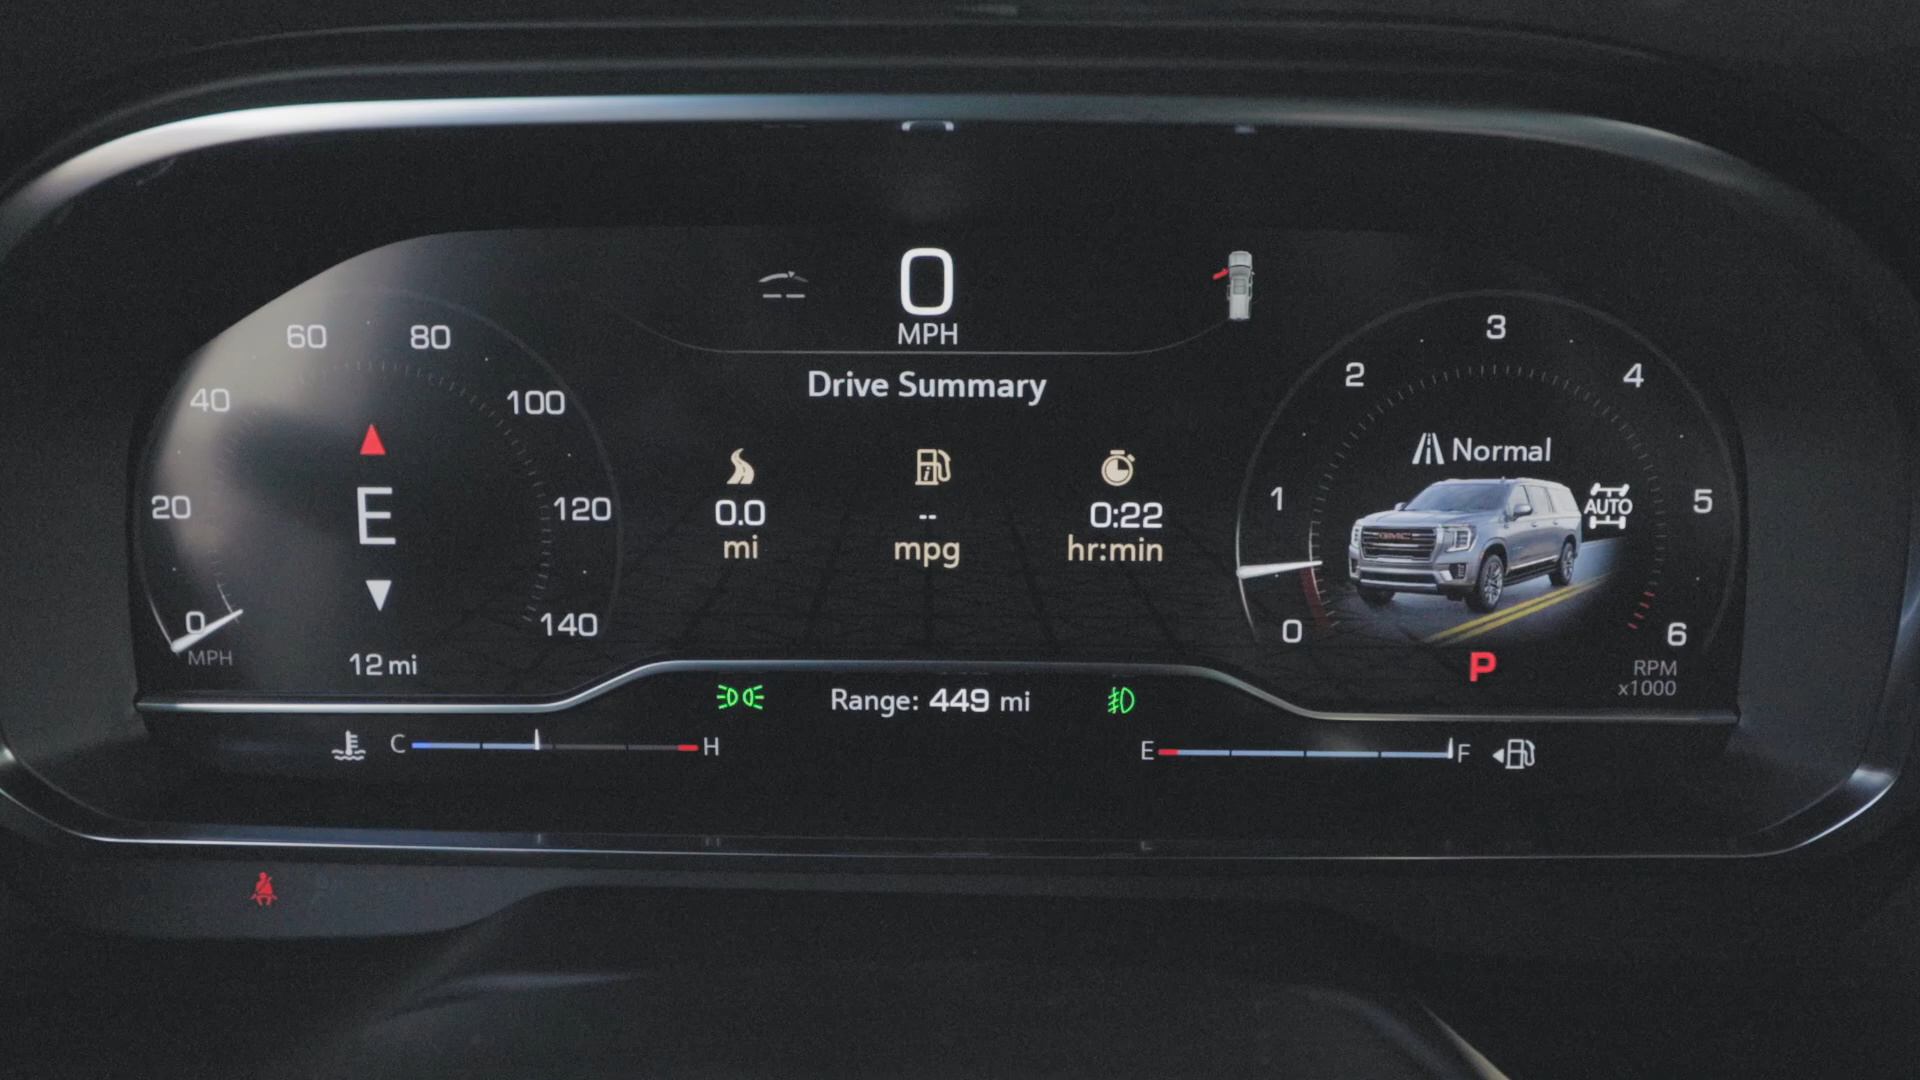 0
MPH
Drive Summary
0.0
mi
--
mpg
0:22
hr:min
0
20
40
60
80
100
120
140
MPH
E
12 mi
0
1
2
3
4
5
6
RPM
x1000
Normal
AUTO
GMC
P
Range: 449 mi
C
H
E
F